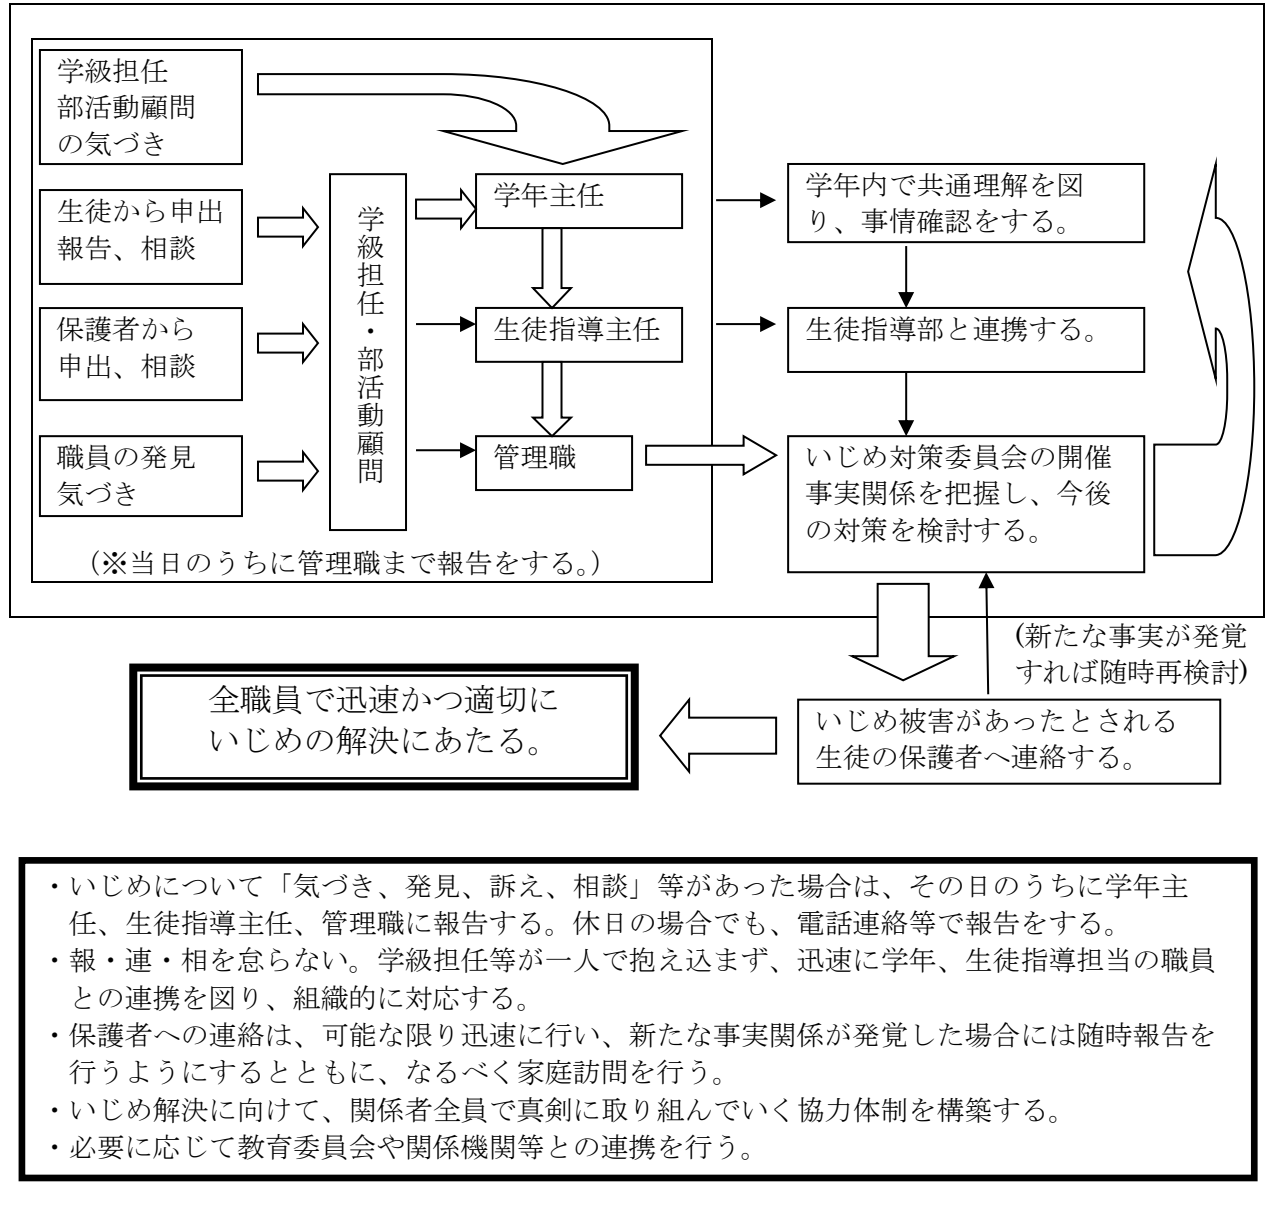 学級担任
部活動顧問
の気づき
生徒から申出
報告、相談
保護者から
申出、相談
職員の発見
気づき
学級担任・部活動顧問
学年主任
生徒指導主任
管理職
（※当日のうちに管理職まで報告をする。）
学年内で共通理解を図
り、事情確認をする。
生徒指導部と連携する。
いじめ対策委員会の開催
事実関係を把握し、今後
の対策を検討する。
(新たな事実が発覚
すれば随時再検討)
いじめ被害があったとされる
生徒の保護者へ連絡する。
全職員で迅速かつ適切に
いじめの解決にあたる。
・いじめについて「気づき、発見、訴え、相談」等があった場合は、その日のうちに学年主
任、生徒指導主任、管理職に報告する。休日の場合でも、電話連絡等で報告をする。
・報・連・相を怠らない。学級担任等が一人で抱え込まず、迅速に学年、生徒指導担当の職員
との連携を図り、組織的に対応する。
・保護者への連絡は、可能な限り迅速に行い、新たな事実関係が発覚した場合には随時報告を
行うようにするとともに、なるべく家庭訪問を行う。
・いじめ解決に向けて、関係者全員で真剣に取り組んでいく協力体制を構築する。
・必要に応じて教育委員会や関係機関等との連携を行う。